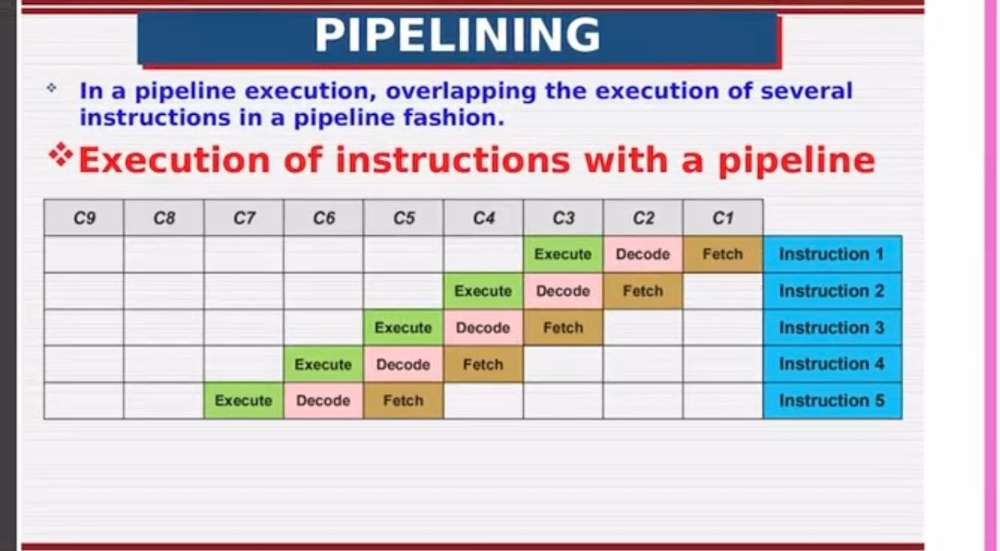 PIPELINING
In a pipeline execution, overlapping the execution of several
instructions in a pipeline fashion.
Execution of instructions with a pipeline
C9 C8 C7 C6 C5 C4 C3 C2 C1
Execute Decode Fetch Instruction 1
Execute Decode Fetch Instruction 2
Execute Decode Fetch Instruction 3
Execute Decode Fetch Instruction 4
Execute Decode Fetch Instruction 5